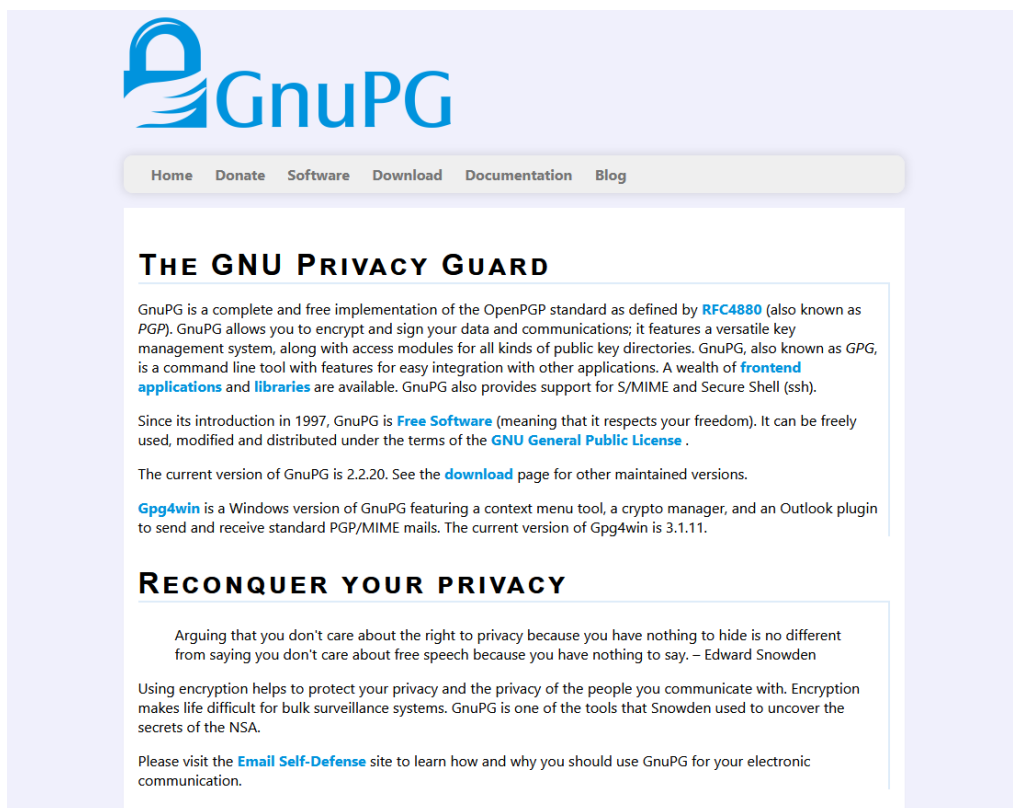 GnuPG
Home Donate Software Download Documentation Blog
THE GNU PRIVACY GUARD
GnuPG is a complete and free implementation of the OpenPGP standard as defined by RFC4880 (also known as
PGP). GnuPG allows you to encrypt and sign your data and communications; it features a versatile key
management system, along with access modules for all kinds of public key directories. GnuPG, also known as GPG,
is a command line tool with features for easy integration with other applications. A wealth of frontend
applications and libraries are available. GnuPG also provides support for S/MIME and Secure Shell (ssh).
Since its introduction in 1997, GnuPG is Free Software (meaning that it respects your freedom). It can be freely
used, modified and distributed under the terms of the GNU General Public License .
The current version of GnuPG is 2.2.20. See the download page for other maintained versions.
Gpg4win is a Windows version of GnuPG featuring a context menu tool, a crypto manager, and an Outlook plugin
to send and receive standard PGP/MIME mails. The current version of Gpg4win is 3.1.11.
RECONQUER YOUR PRIVACY
Arguing that you don't care about the right to privacy because you have nothing to hide is no different
from saying you don't care about free speech because you have nothing to say. – Edward Snowden
Using encryption helps to protect your privacy and the privacy of the people you communicate with. Encryption
makes life difficult for bulk surveillance systems. GnuPG is one of the tools that Snowden used to uncover the
secrets of the NSA.
Please visit the Email Self-Defense site to learn how and why you should use GnuPG for your electronic
communication.